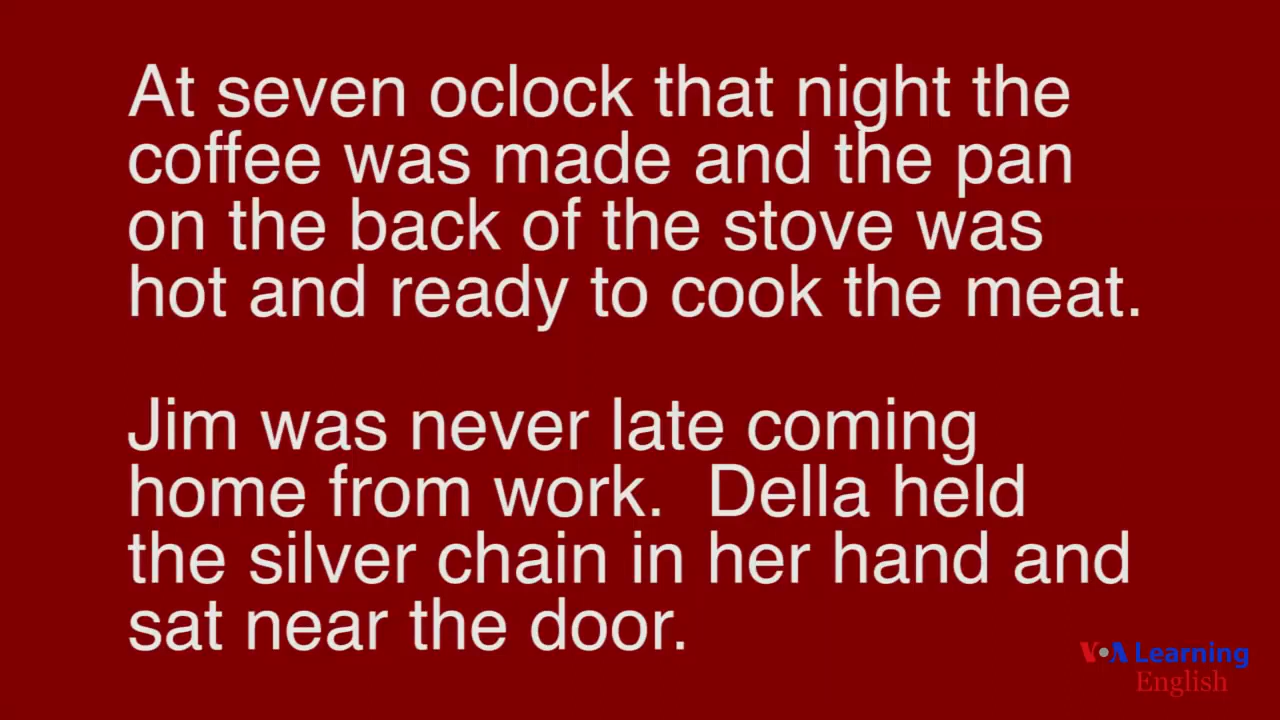 At seven oclock that night the
coffee was made and the pan
on the back of the stove was
hot and ready to cook the meat.
Jim was never late coming
home from work.  Della held
the silver chain in her hand and
sat near the door.
VOA Learning
English